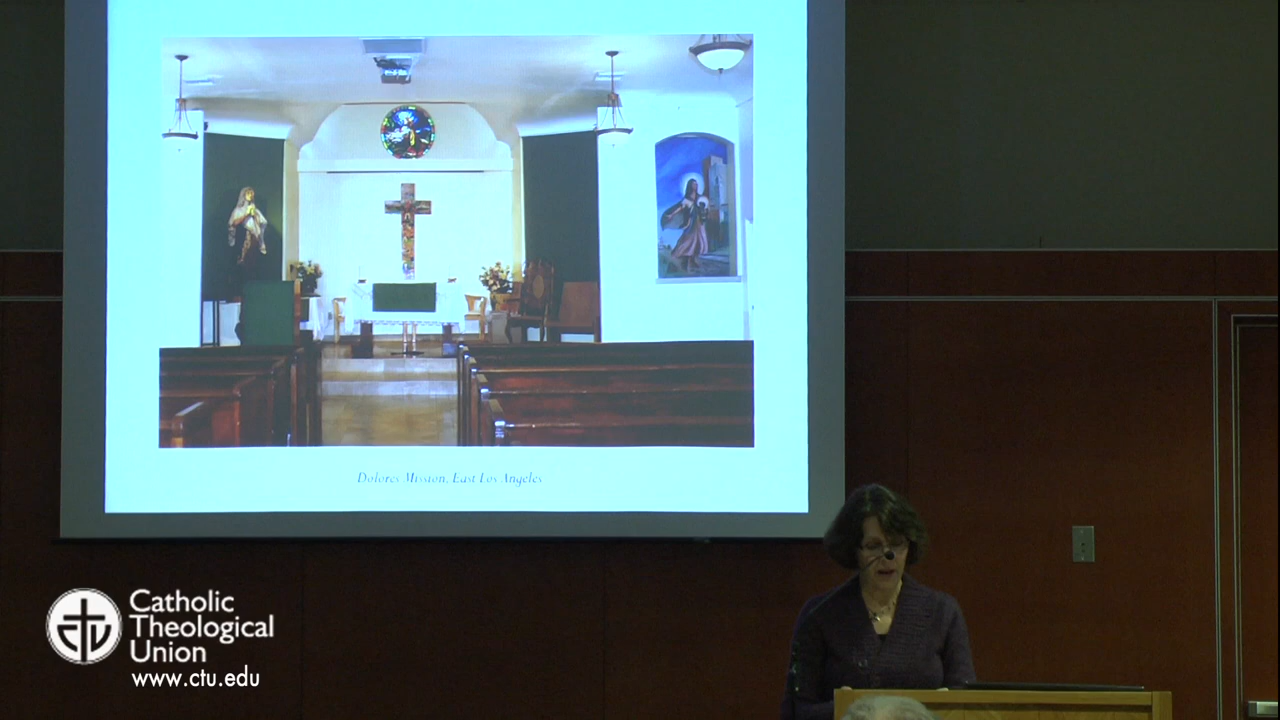 Dolores Mission, East Los Angeles
Catholic
Theological
Union
www.ctu.edu